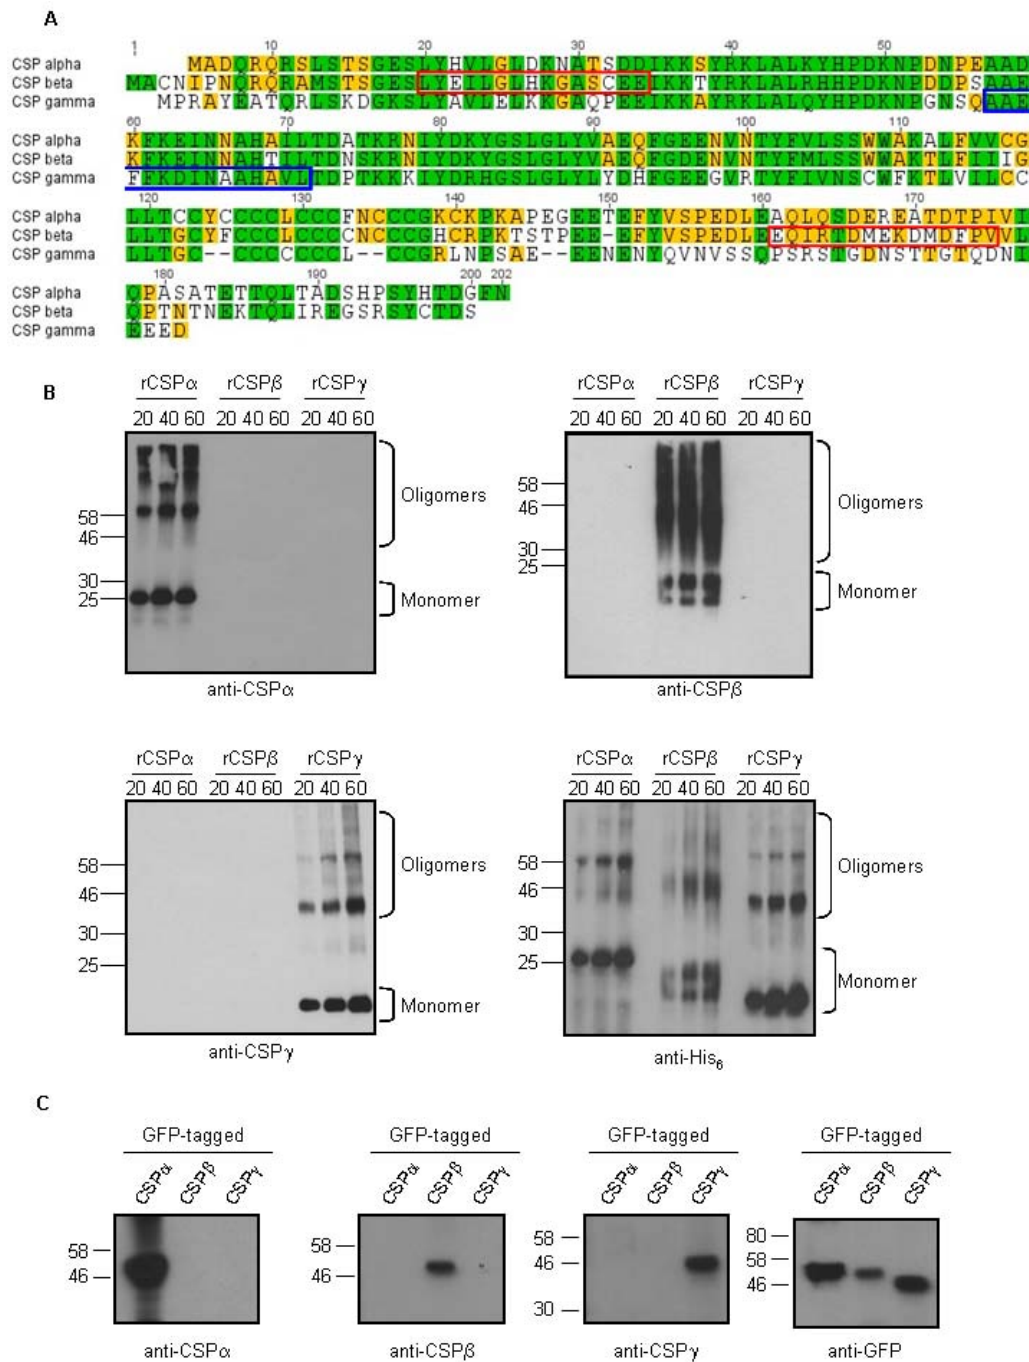 A
1 10 20 30 40 50
CSP alpha MADQRQRSLSTSGESLYHVLGLDKNATSDDIKKSYRKLALKYHPDKNPDNPEAAD
CSP beta MACNIPNQRQRAMSTSGESLYEVLGLHKGASCEEIKKTYRKLALRHHPDKNPDDPSAAE
CSP gamma MPRAYEATQRLSKDGKSLYAVLELKKGAQPEEIKKAYRKLALQYHPDKNPGNSQAAE
60 70 80 90 100 110
CSP alpha KFKEINNAHAILTDATKRNIYDKYGSLGLYVAEQFGEENVNTYFVLSSWWAKALFVVCG
CSP beta KFKEINNAHTILTDNSKRNIYDKYGSLGLYVAEQFGDENVNTYFMLSSWWAKTLFIIIG
CSP gamma FFKDINAAHAVLTDPTKKKIYDRHGSLGLYLYDHFGEEGVRTYFIVNSCWFKTLVILCC
120 130 140 150 160 170
CSP alpha LLTCCYCCCCLCCCFNCCCGKCKPKAPEGEETEFYVSPEDLEAQLQSDEREATDTPIVI
CSP beta LLTGCYFCCCLCCCCNCCCGHCRPKTSTPEE-EFYVSPEDLEEQIRTDMEKDMDFPVVL
CSP gamma LLTGC--CCCCCCL--CCGRLNPSAE-EENENYQVNVSSQPSRSTGDNSTTGTQDNI
180 190 200 202
CSP alpha QPASATETTQLTADSHPSYHTDGFN
CSP beta QPTNTNEKTQLIREGSRSYCTDS
CSP gamma EEED
B
rCSPα rCSPβ rCSPγ
20 40 60 20 40 60 20 40 60
58
46
30
25
Oligomers
Monomer
anti-CSPα
rCSPα rCSPβ rCSPγ
20 40 60 20 40 60 20 40 60
58
46
30
25
Oligomers
Monomer
anti-CSPβ
rCSPα rCSPβ rCSPγ
20 40 60 20 40 60 20 40 60
58
46
30
25
Oligomers
Monomer
anti-CSPγ
rCSPα rCSPβ rCSPγ
20 40 60 20 40 60 20 40 60
58
46
30
25
Oligomers
Monomer
anti-His₆
C
GFP-tagged
CSPα CSPβ CSPγ
58
46
anti-CSPα
GFP-tagged
CSPα CSPβ CSPγ
58
46
anti-CSPβ
GFP-tagged
CSPα CSPβ CSPγ
58
46
30
anti-CSPγ
GFP-tagged
CSPα CSPβ CSPγ
80
58
46
anti-GFP